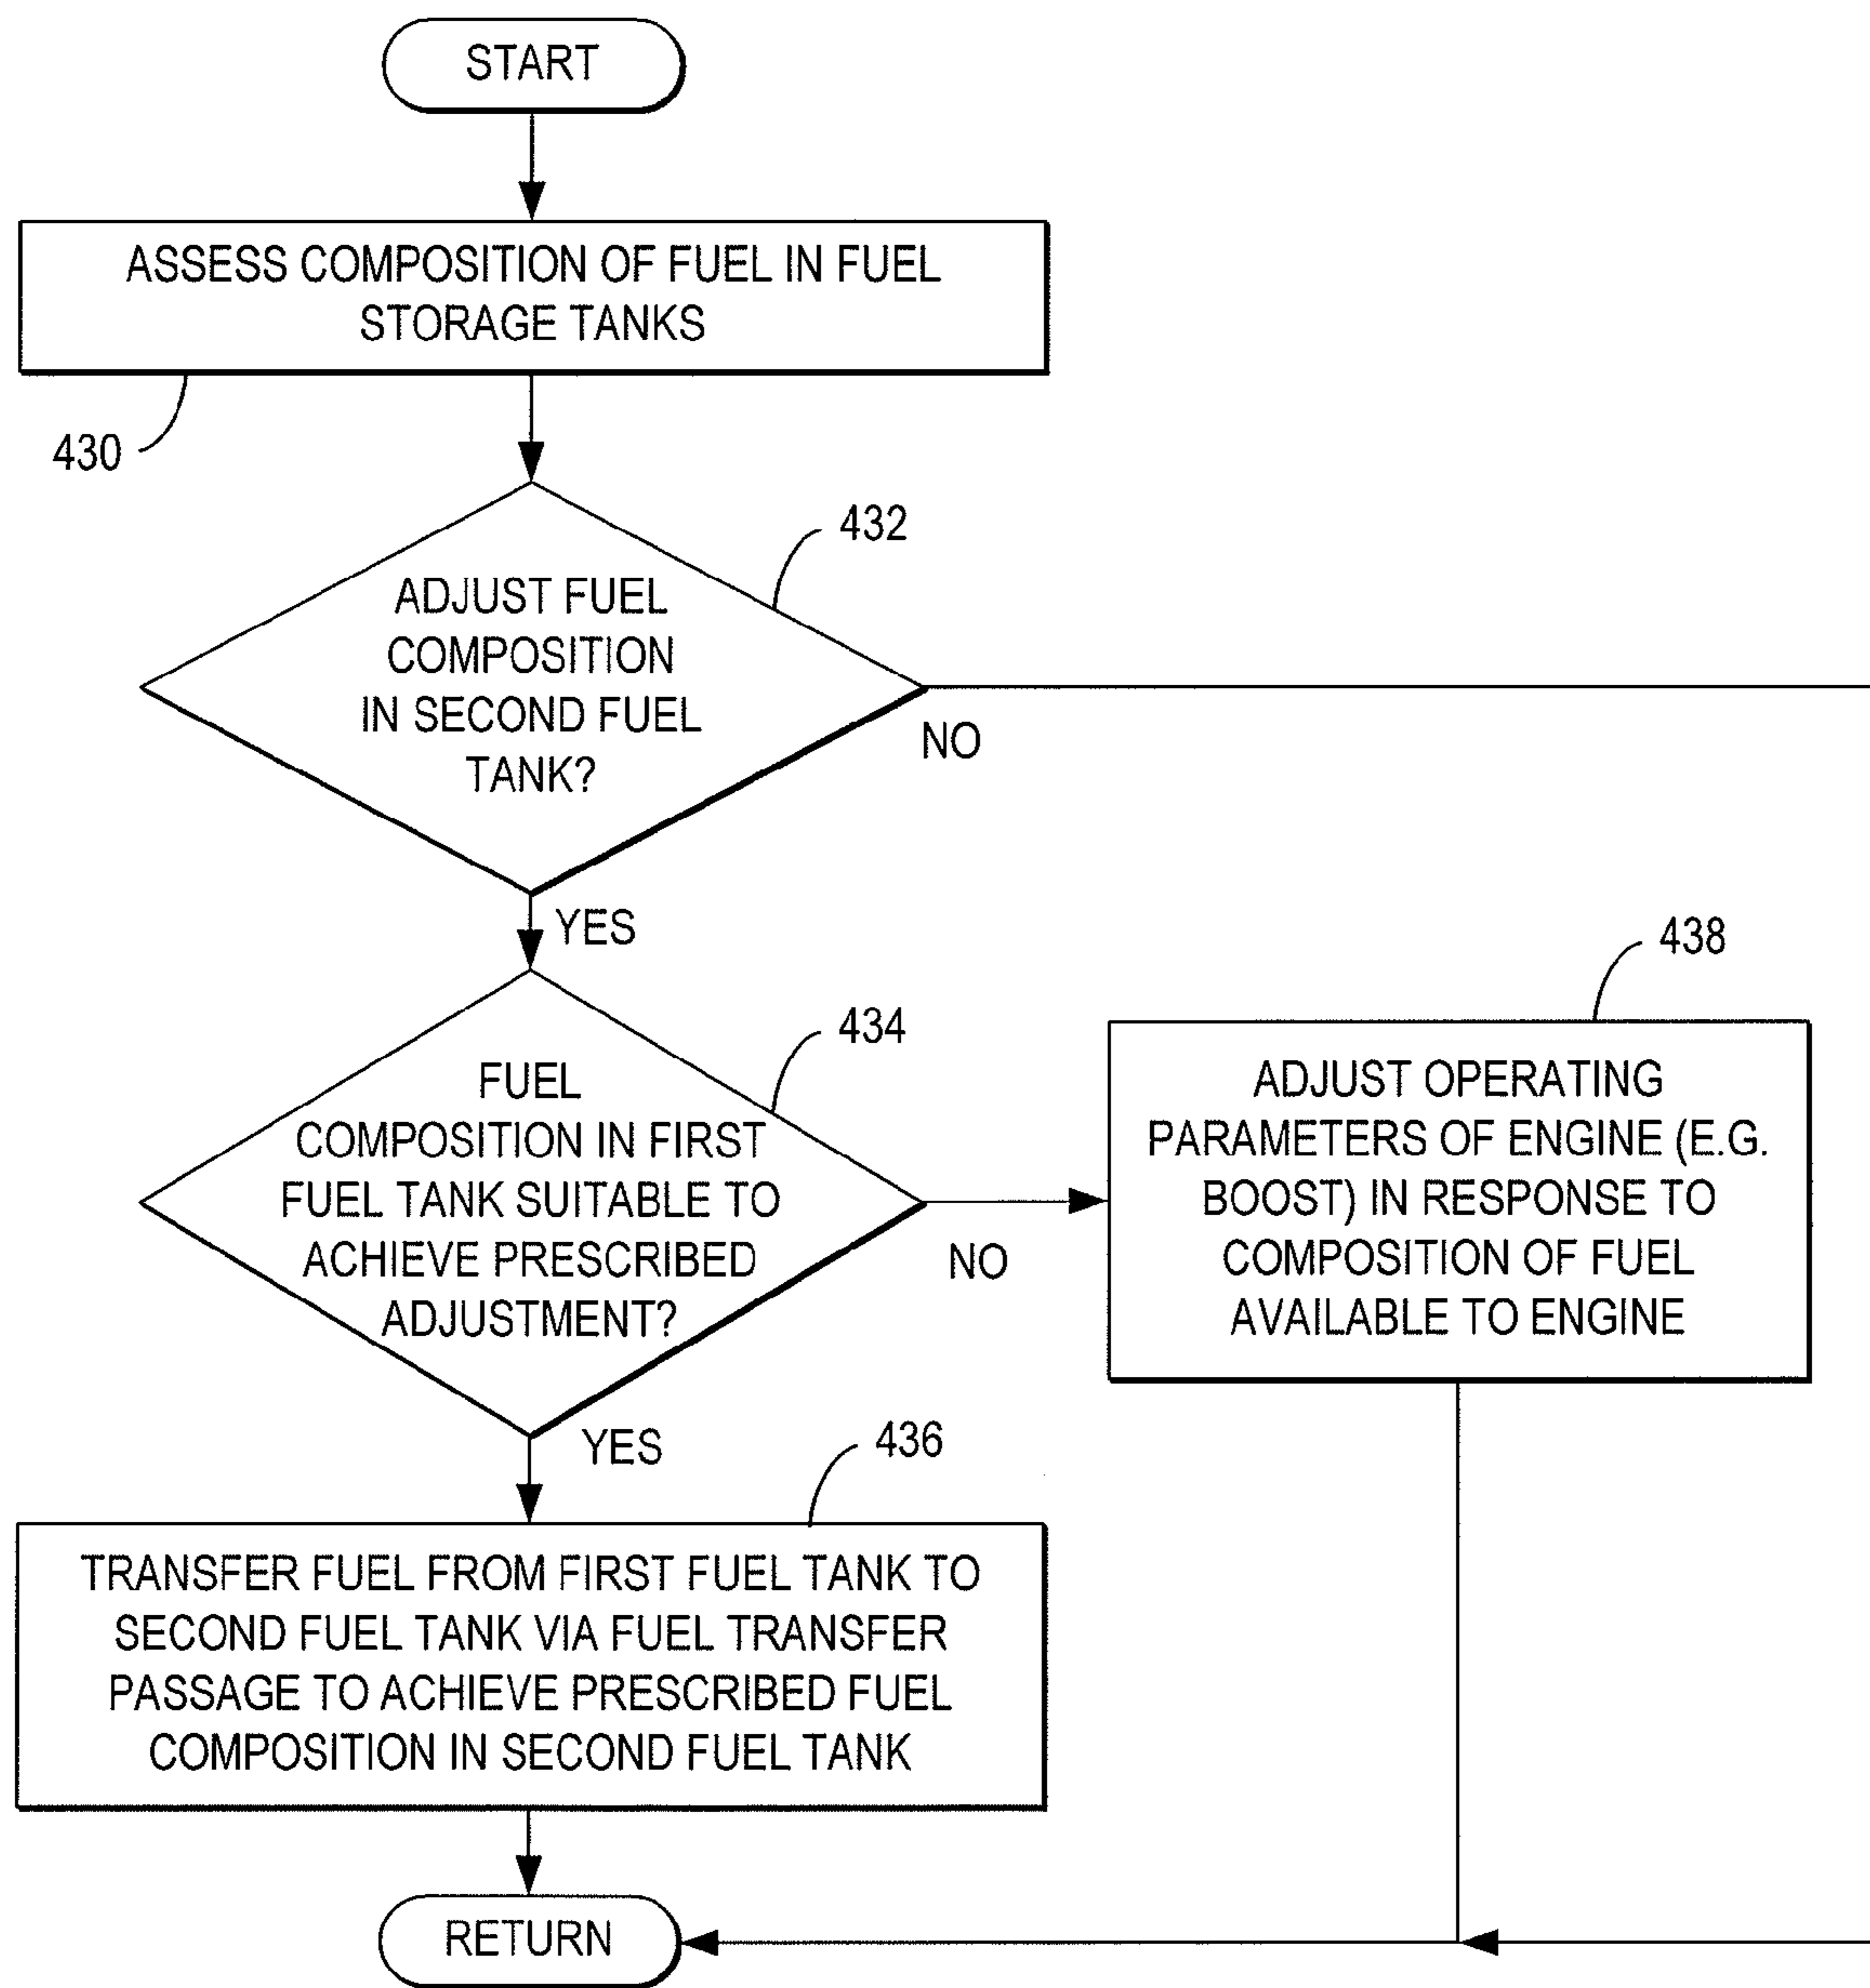 START
ASSESS COMPOSITION OF FUEL IN FUEL
STORAGE TANKS
430
432
ADJUST FUEL
COMPOSITION
IN SECOND FUEL
TANK?
NO
YES
434
FUEL
COMPOSITION IN FIRST
FUEL TANK SUITABLE TO
ACHIEVE PRESCRIBED
ADJUSTMENT?
NO
438
ADJUST OPERATING
PARAMETERS OF ENGINE (E.G.
BOOST) IN RESPONSE TO
COMPOSITION OF FUEL
AVAILABLE TO ENGINE
YES
436
TRANSFER FUEL FROM FIRST FUEL TANK TO
SECOND FUEL TANK VIA FUEL TRANSFER
PASSAGE TO ACHIEVE PRESCRIBED FUEL
COMPOSITION IN SECOND FUEL TANK
RETURN